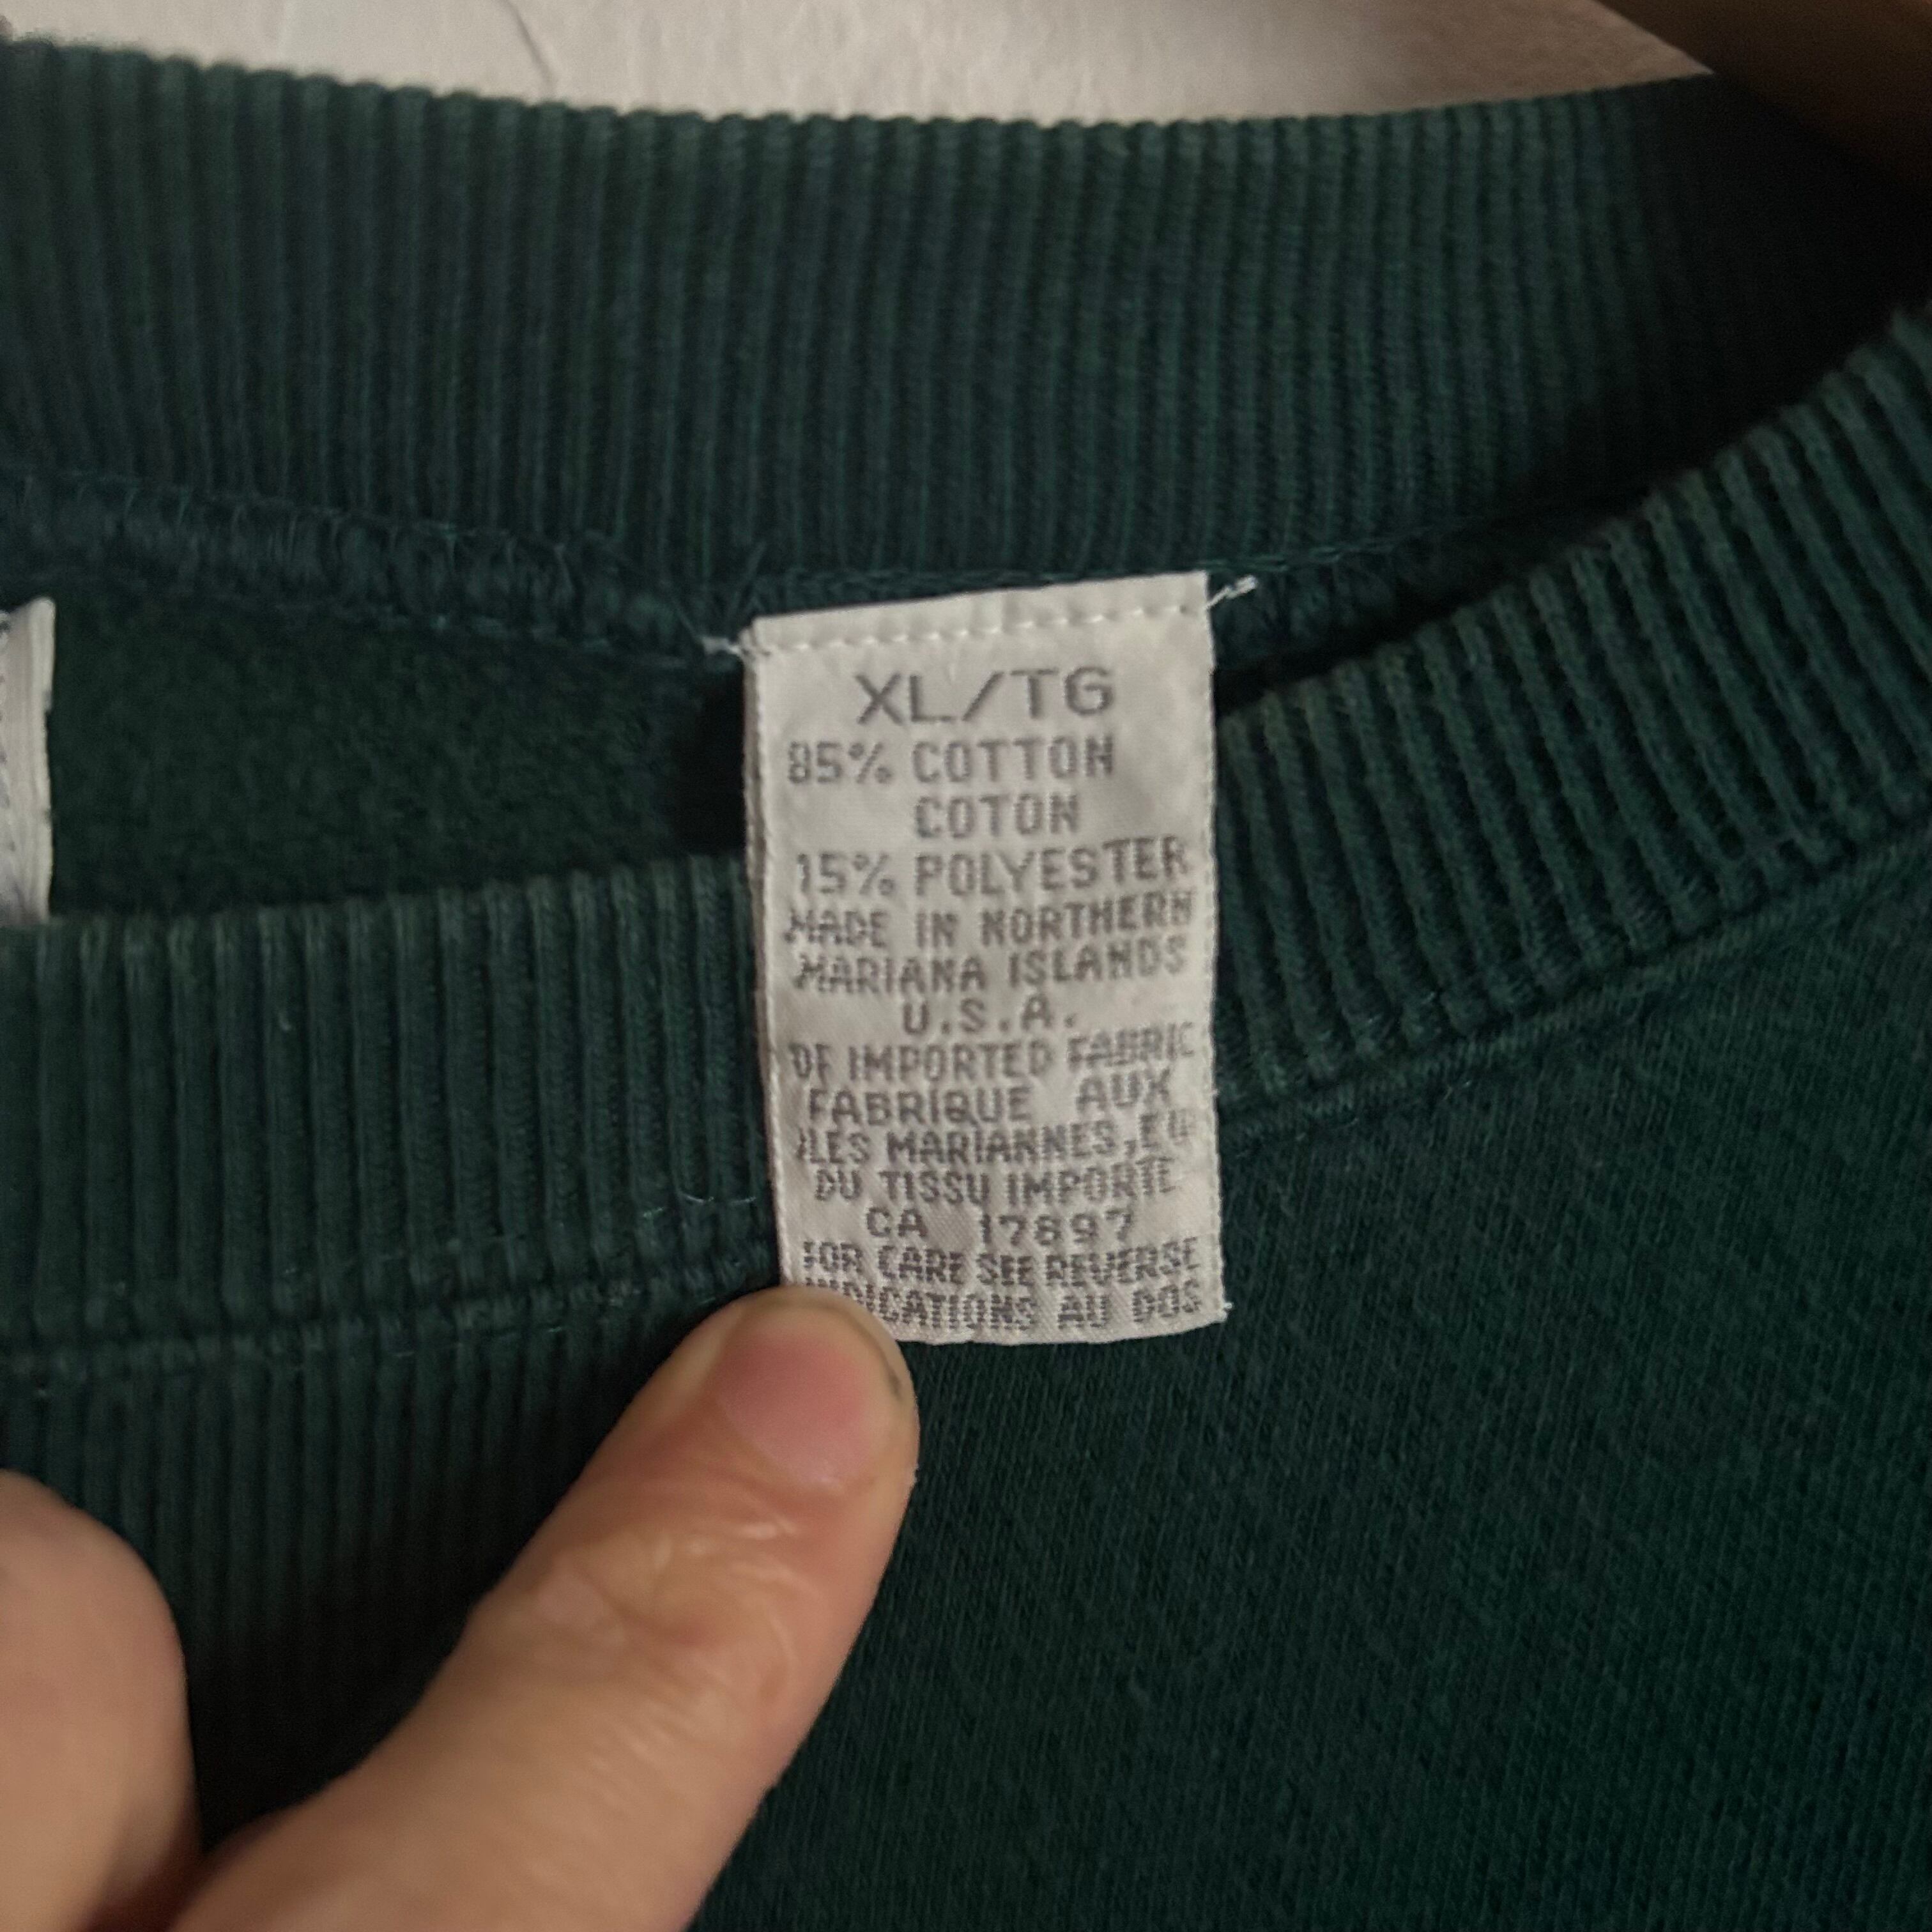 XL/TG
85% COTTON
COTON
15% POLYESTER
MADE IN NORTHERN
MARIANA ISLANDS
U.S.A.
OF IMPORTED FABRIC
FABRIQUE AUX
ILES MARIANNES,EU
DU TISSU IMPORTE
CA 17897
FOR CARE SEE REVERSE
INDICATIONS AU DOS